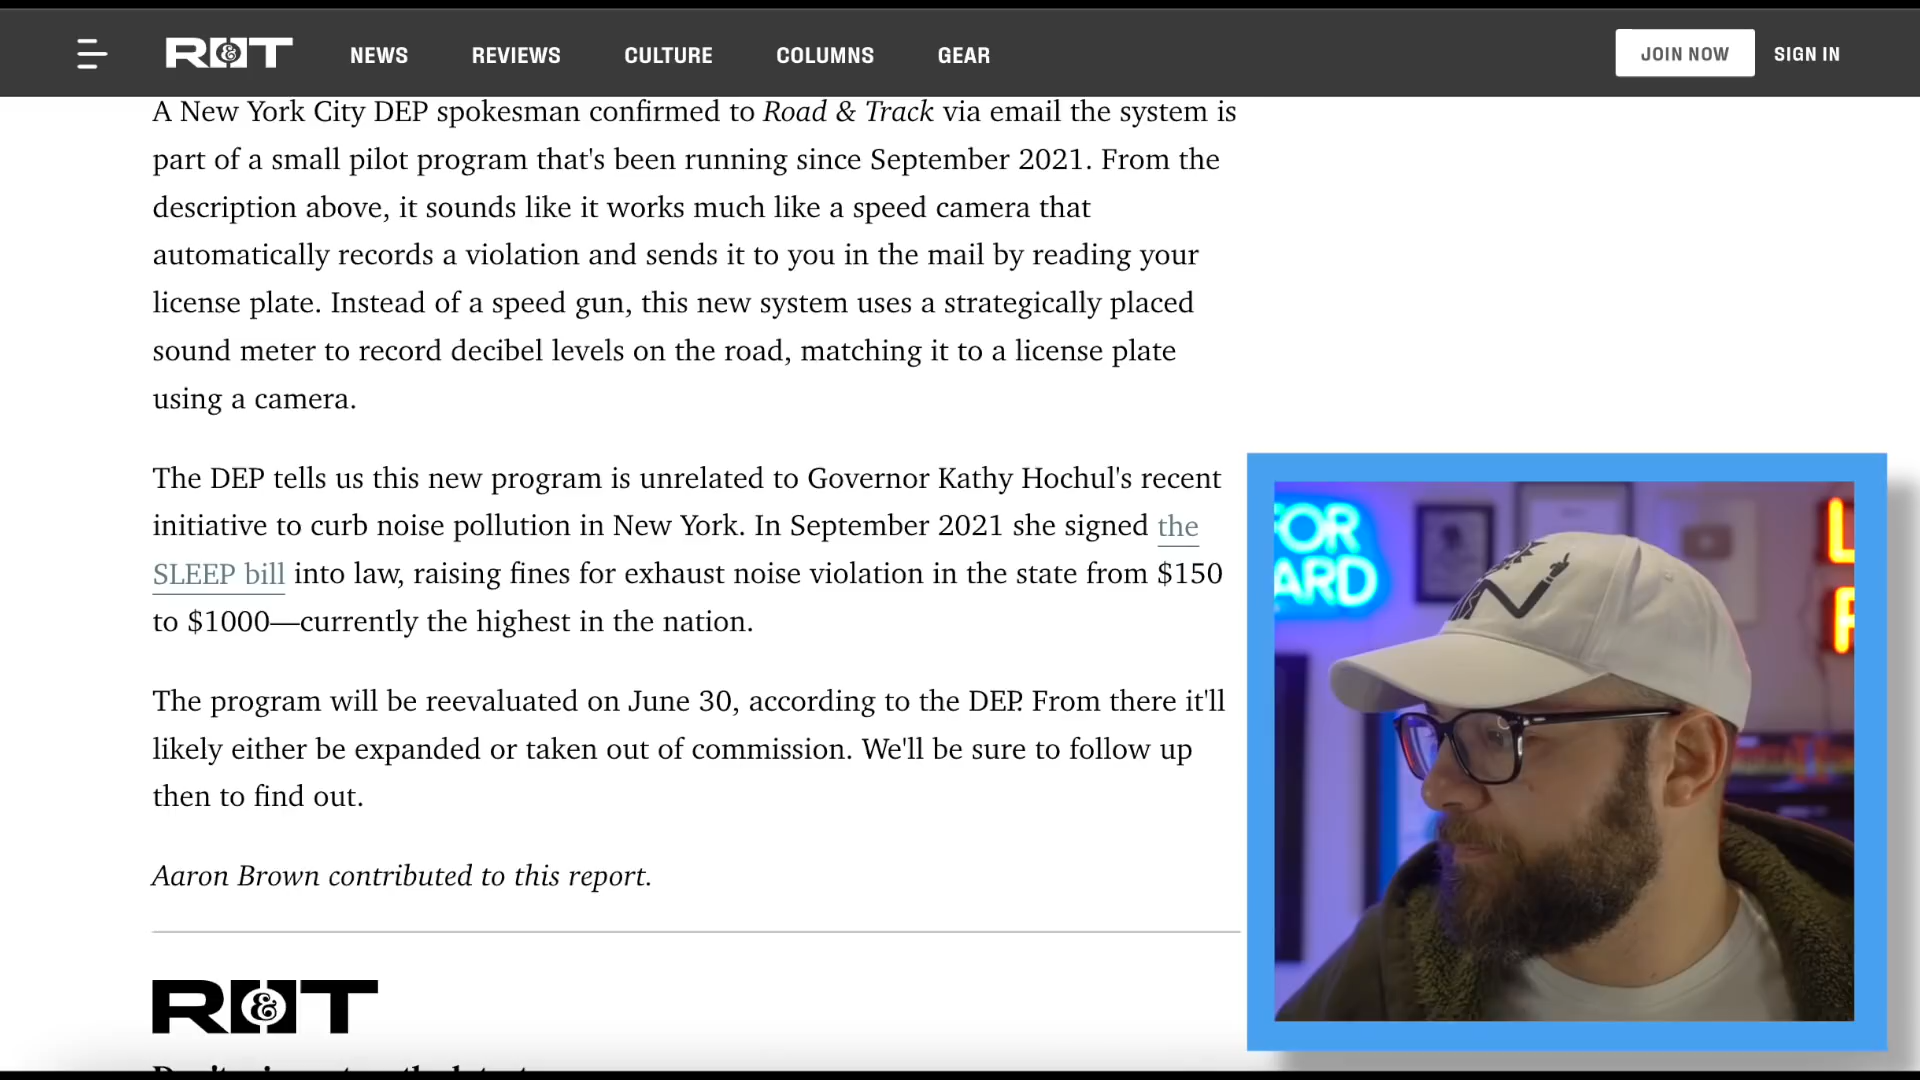 R&T NEWS REVIEWS CULTURE COLUMNS GEAR JOIN NOW SIGN IN
A New York City DEP spokesman confirmed to Road & Track via email the system is
part of a small pilot program that's been running since September 2021. From the
description above, it sounds like it works much like a speed camera that
automatically records a violation and sends it to you in the mail by reading your
license plate. Instead of a speed gun, this new system uses a strategically placed
sound meter to record decibel levels on the road, matching it to a license plate
using a camera.
The DEP tells us this new program is unrelated to Governor Kathy Hochul's recent
initiative to curb noise pollution in New York. In September 2021 she signed the
SLEEP bill into law, raising fines for exhaust noise violation in the state from $150
to $1000—currently the highest in the nation.
The program will be reevaluated on June 30, according to the DEP. From there it'll
likely either be expanded or taken out of commission. We'll be sure to follow up
then to find out.
Aaron Brown contributed to this report.
R&T
FOR
ARD